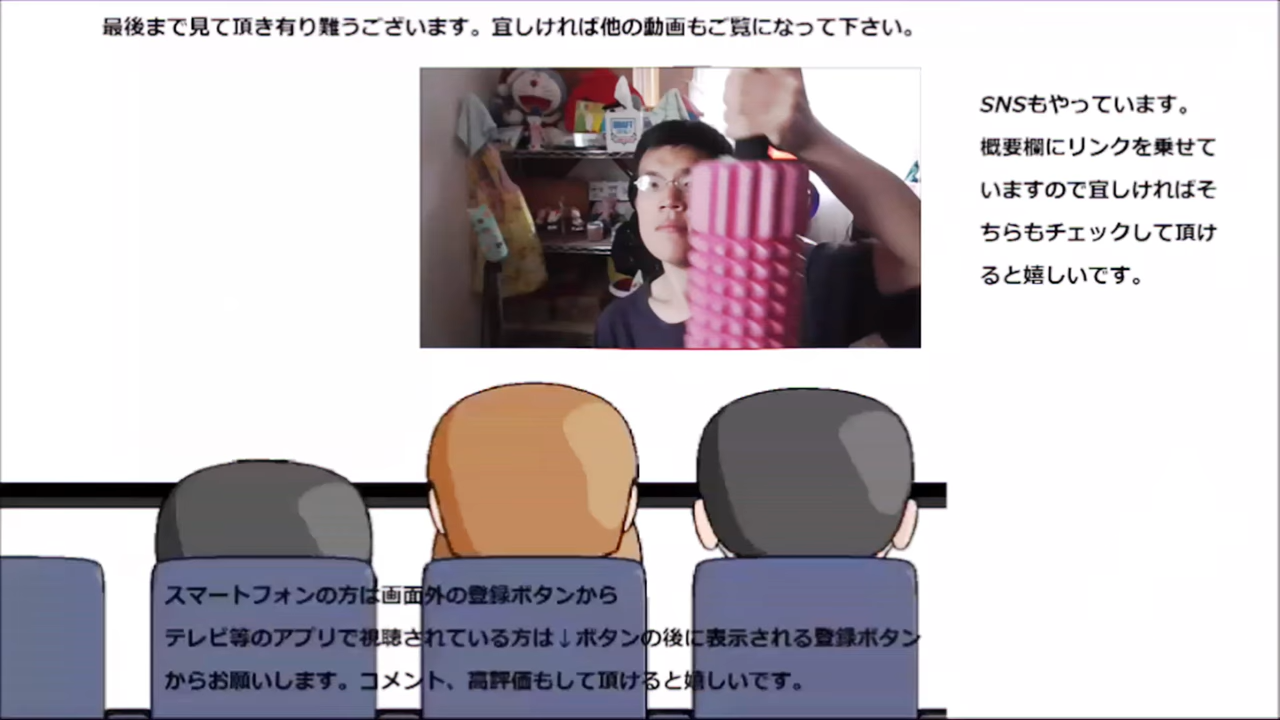 最後まで見て頂き有り難うございます。宜しければ他の動画もご覧になって下さい。
SNSもやっています。
概要欄にリンクを乗せて
いますので宜しければそ
ちらもチェックして頂け
ると嬉しいです。
スマートフォンの方は画面外の登録ボタンから
テレビ等のアプリで視聴されている方は↓ボタンの後に表示される登録ボタン
からお願いします。コメント、高評価もして頂けると嬉しいです。